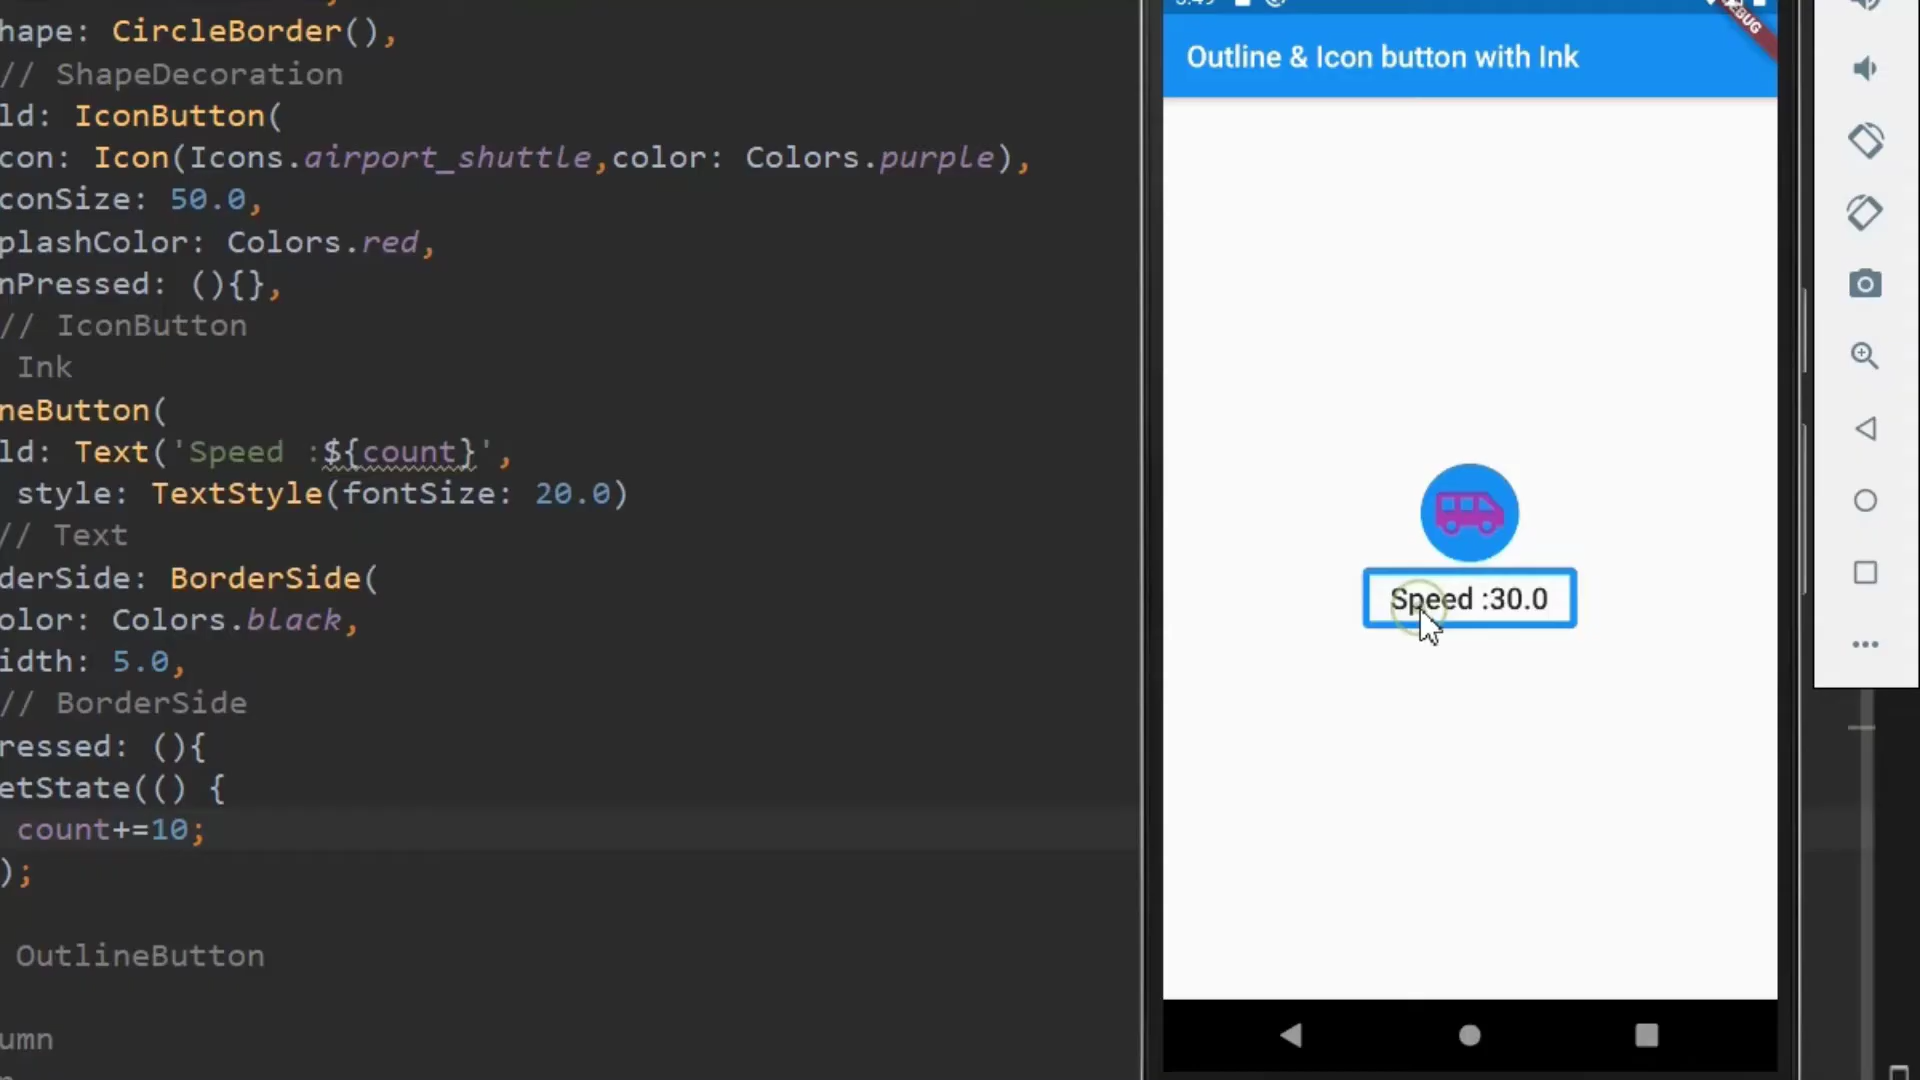 hape: CircleBorder(),
// ShapeDecoration
ld: IconButton(
con: Icon(Icons.airport_shuttle,color: Colors.purple),
conSize: 50.0,
plashColor: Colors.red,
nPressed: (){},
// IconButton
Ink
neButton(
ld: Text('Speed :${count}',
style: TextStyle(fontSize: 20.0)
// Text
derSide: BorderSide(
olor: Colors.black,
idth: 5.0,
// BorderSide
ressed: (){
etState(() {
count+=10;
);
OutlineButton
umn
Outline & Icon button with Ink
Speed :30.0